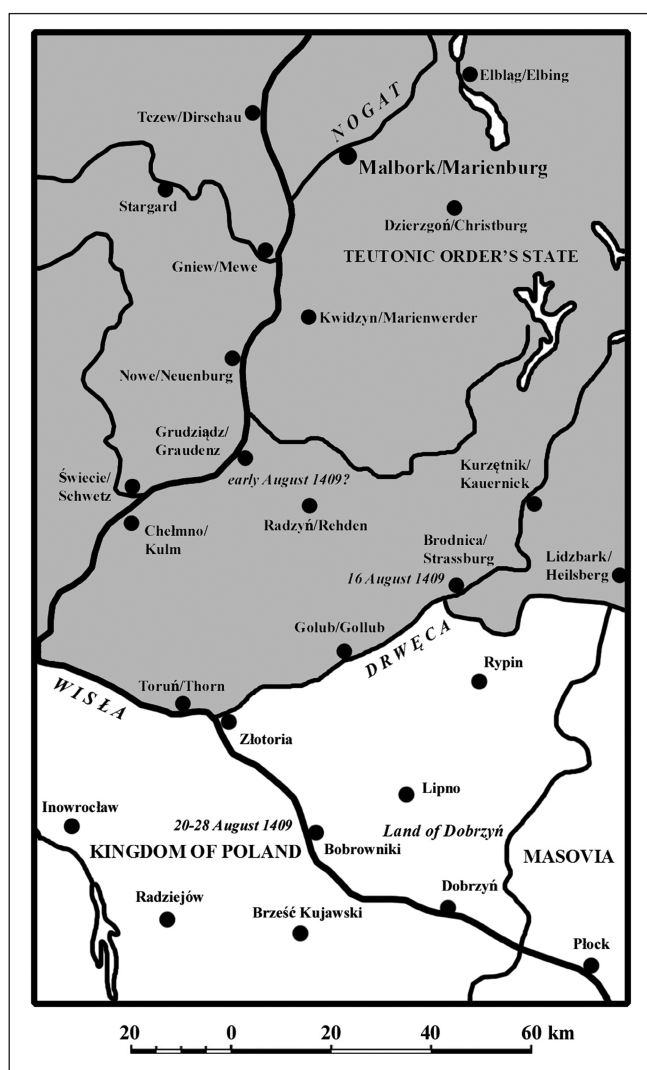 Elbląg/Elbing
Tczew/Dirschau
NOGAT
Malbork/Marienburg
Stargard
Dzierzgoń/Christburg
Gniew/Mewe
TEUTONIC ORDER'S STATE
Kwidzyn/Marienwerder
Nowe/Neuenburg
Grudziądz/
Graudenz
early August 1409?
Kurzętnik/
Kauernick
Świecie/
Schwetz
Radzyń/Rehden
Chełmno/
Kulm
Brodnica/
Strassburg
Lidzbark/
Heilsberg
16 August 1409
Golub/Gollub
DRWĘCA
Rypin
WISŁA
Toruń/Thorn
Złotoria
Lipno
Inowrocław
20-28 August 1409
Land of Dobrzyń
Bobrowniki
KINGDOM OF POLAND
MASOVIA
Radziejów
Brześć Kujawski
Dobrzyń
Płock
20 0 20 40 60 km